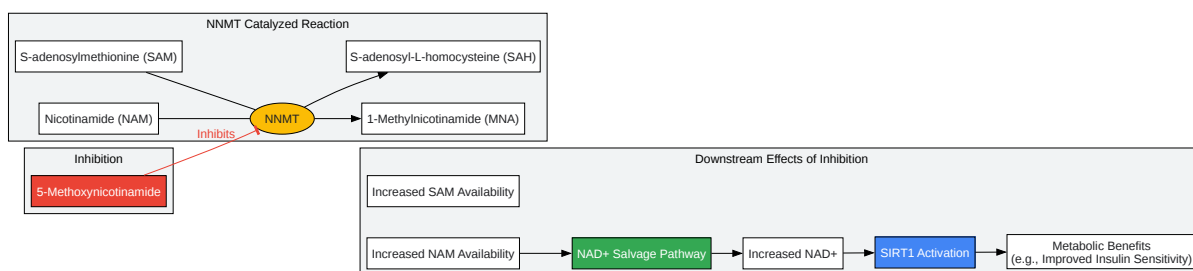 NNMT Catalyzed Reaction
S-adenosylmethionine (SAM)
S-adenosyl-L-homocysteine (SAH)
Nicotinamide (NAM)
NNMT
1-Methylnicotinamide (MNA)
Inhibits
Inhibition
5-Methoxynicotinamide
Downstream Effects of Inhibition
Increased SAM Availability
Increased NAM Availability
NAD+ Salvage Pathway
Increased NAD+
SIRT1 Activation
Metabolic Benefits
(e.g., Improved Insulin Sensitivity)